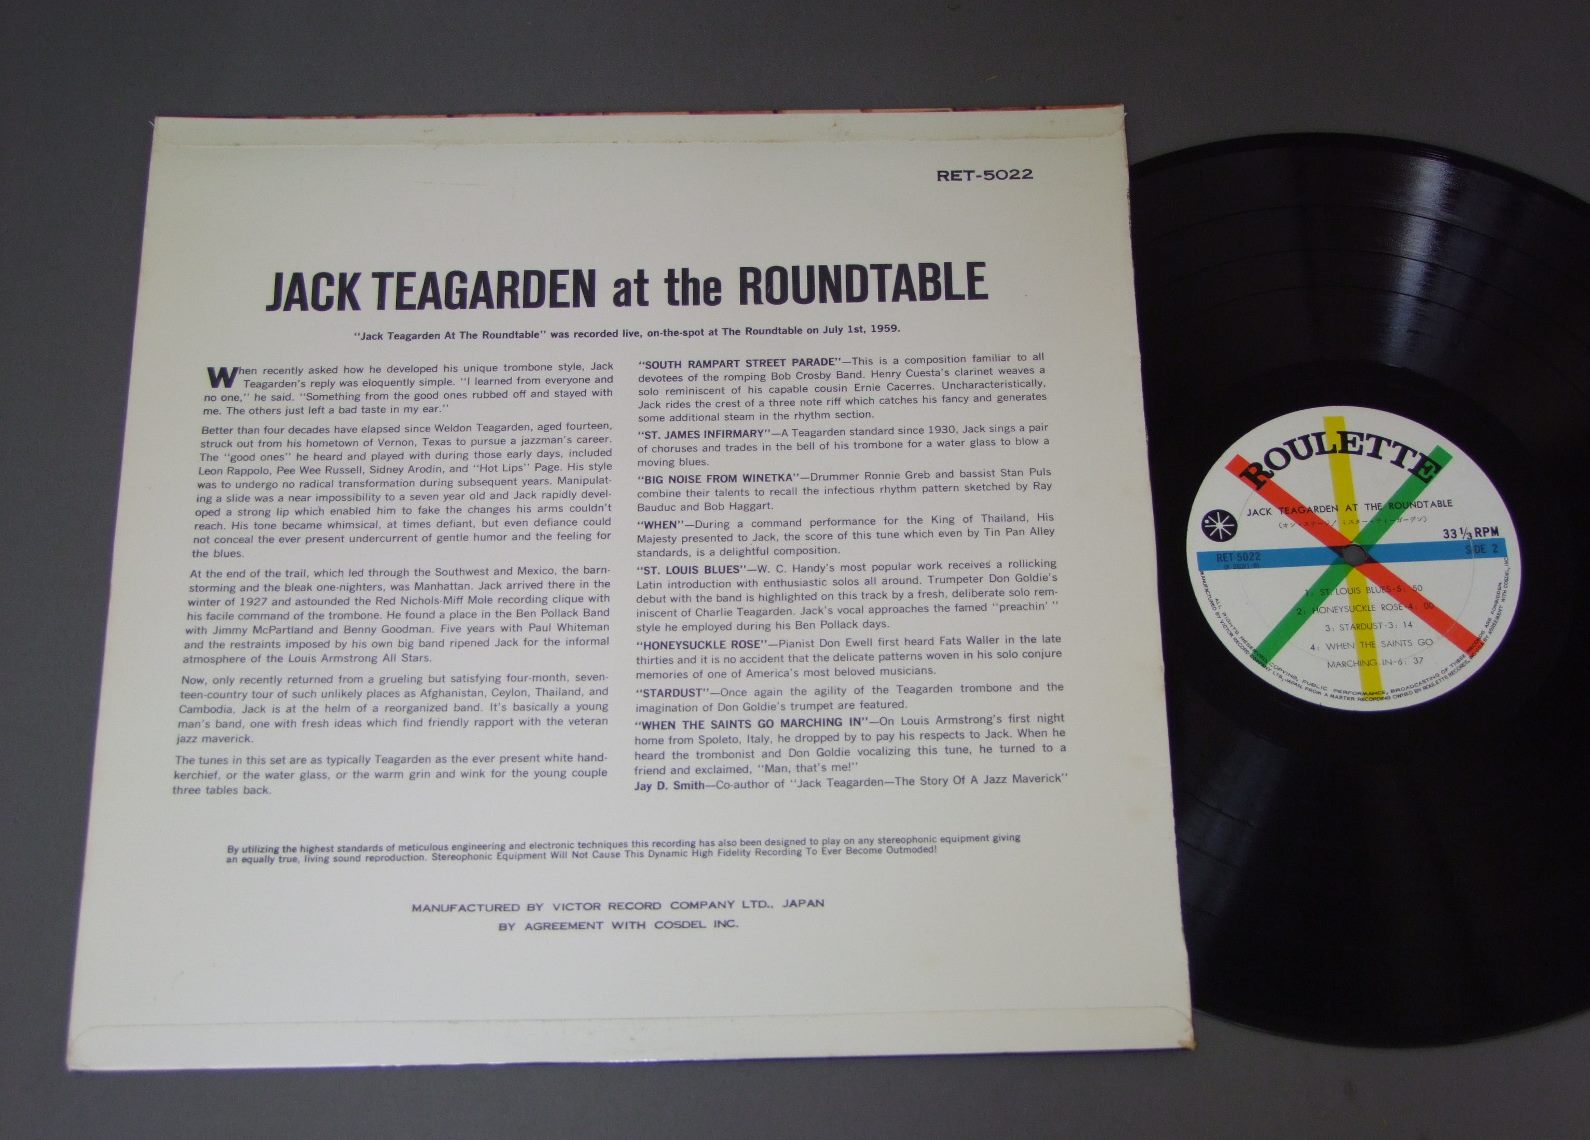 RET-5022
JACK TEAGARDEN at the ROUNDTABLE
"Jack Teagarden At The Roundtable" was recorded live, on-the-spot at The Roundtable on July 1st, 1959.
When recently asked how he developed his unique trombone style, Jack
Teagarden's reply was eloquently simple. "I learned from everyone and
no one," he said. "Something from the good ones rubbed off and stayed with
me. The others just left a bad taste in my ear."
Better than four decades have elapsed since Weldon Teagarden, aged fourteen,
struck out from his hometown of Vernon, Texas to pursue a jazzman's career.
The "good ones" he heard and played with during those early days, included
Leon Rappolo, Pee Wee Russell, Sidney Arodin, and "Hot Lips" Page. His style
was to undergo no radical transformation during subsequent years. Manipulat-
ing a slide was a near impossibility to a seven year old and Jack rapidly devel-
oped a strong lip which enabled him to fake the changes his arms couldn't
reach. His tone became whimsical, at times defiant, but even defiance could
not conceal the ever present undercurrent of gentle humor and the feeling for
the blues.
At the end of the trail, which led through the Southwest and Mexico, the barn-
storming and the bleak one-nighters, was Manhattan. Jack arrived there in the
winter of 1927 and astounded the Red Nichols-Miff Mole recording clique with
his facile command of the trombone. He found a place in the Ben Pollack Band
with Jimmy McPartland and Benny Goodman. Five years with Paul Whiteman
and the restraints imposed by his own big band ripened Jack for the informal
atmosphere of the Louis Armstrong All Stars.
Now, only recently returned from a grueling but satisfying four-month, seven-
teen-country tour of such unlikely places as Afghanistan, Ceylon, Thailand, and
Cambodia, Jack is at the helm of a reorganized band. It's basically a young
man's band, one with fresh ideas which find friendly rapport with the veteran
jazz maverick.
The tunes in this set are as typically Teagarden as the ever present white hand-
kerchief, or the water glass, or the warm grin and wink for the young couple
three tables back.
"SOUTH RAMPART STREET PARADE"—This is a composition familiar to all
devotees of the romping Bob Crosby Band. Henry Cuesta's clarinet weaves a
solo reminiscent of his capable cousin Ernie Cacerres. Uncharacteristically,
Jack rides the crest of a three note riff which catches his fancy and generates
some additional steam in the rhythm section.
"ST. JAMES INFIRMARY"—A Teagarden standard since 1930, Jack sings a pair
of choruses and trades in the bell of his trombone for a water glass to blow a
moving blues.
"BIG NOISE FROM WINETKA"—Drummer Ronnie Greb and bassist Stan Puls
combine their talents to recall the infectious rhythm pattern sketched by Ray
Bauduc and Bob Haggart.
"WHEN"—During a command performance for the King of Thailand, His
Majesty presented to Jack, the score of this tune which even by Tin Pan Alley
standards, is a delightful composition.
"ST. LOUIS BLUES"—W. C. Handy's most popular work receives a rollicking
Latin introduction with enthusiastic solos all around. Trumpeter Don Goldie's
debut with the band is highlighted on this track by a fresh, deliberate solo rem-
iniscent of Charlie Teagarden. Jack's vocal approaches the famed "preachin' "
style he employed during his Ben Pollack days.
"HONEYSUCKLE ROSE"—Pianist Don Ewell first heard Fats Waller in the late
thirties and it is no accident that the delicate patterns woven in his solo conjure
memories of one of America's most beloved musicians.
"STARDUST"—Once again the agility of the Teagarden trombone and the
imagination of Don Goldie's trumpet are featured.
"WHEN THE SAINTS GO MARCHING IN"—On Louis Armstrong's first night
home from Spoleto, Italy, he dropped by to pay his respects to Jack. When he
heard the trombonist and Don Goldie vocalizing this tune, he turned to a
friend and exclaimed, "Man, that's me!"
Jay D. Smith—Co-author of "Jack Teagarden—The Story Of A Jazz Maverick"
By utilizing the highest standards of meticulous engineering and electronic techniques this recording has also been designed to play on any stereophonic equipment giving
an equally true, living sound reproduction. Stereophonic Equipment Will Not Cause This Dynamic High Fidelity Recording To Ever Become Outmoded!
MANUFACTURED BY VICTOR RECORD COMPANY LTD., JAPAN
BY AGREEMENT WITH COSDEL INC.
ROULETTE
JACK TEAGARDEN AT THE ROUNDTABLE
33 1/3 RPM
RET-5022
SIDE 2
1: ST. LOUIS BLUES-5: 50
2: HONEYSUCKLE ROSE-4: 00
3: STARDUST-3: 14
4: WHEN THE SAINTS GO
MARCHING IN-6: 37